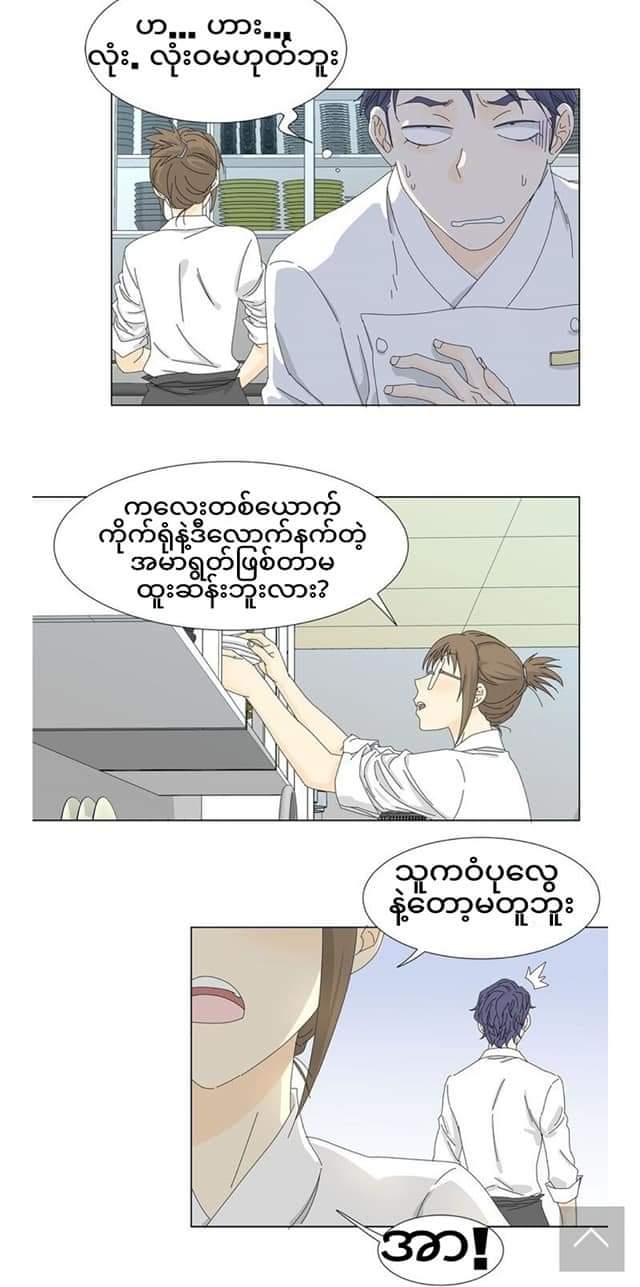 ဟ... ဟား...
လုံး. လုံးဝမဟုတ်ဘူး
ကလေးတစ်ယောက်
ကိုက်ရုံနဲ့ဒီလောက်နက်တဲ့
အမာရွတ်ဖြစ်တာမ
ထူးဆန်းဘူးလား?
သူကဝံပုလွေ
နဲ့တော့မတူဘူး
အာ!